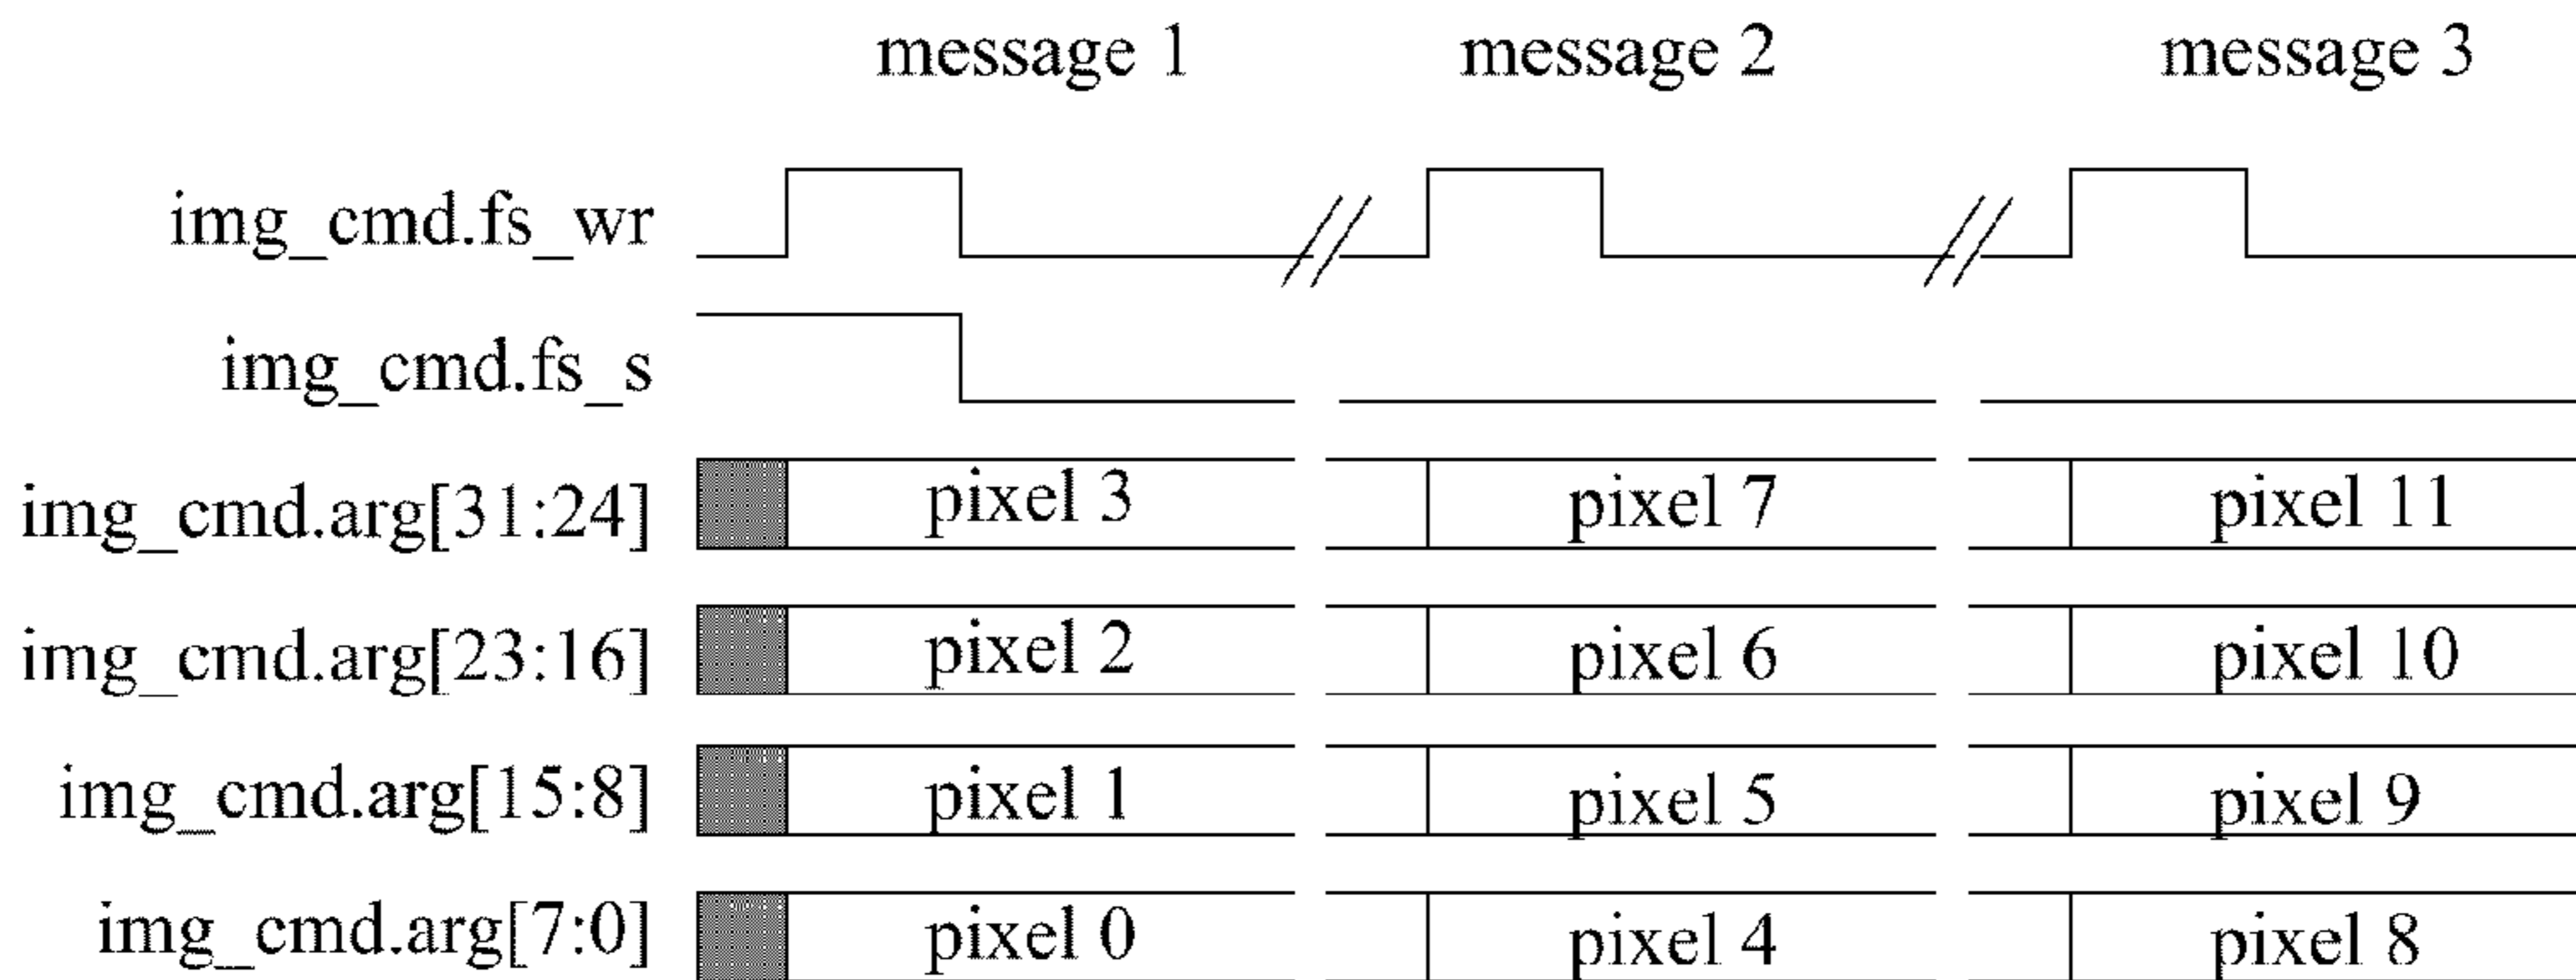 message 1 message 2 message 3
img_cmd.fs_wr
img_cmd.fs_s
img_cmd.arg[31:24] pixel 3 pixel 7 pixel 11
img_cmd.arg[23:16] pixel 2 pixel 6 pixel 10
img_cmd.arg[15:8] pixel 1 pixel 5 pixel 9
img_cmd.arg[7:0] pixel 0 pixel 4 pixel 8